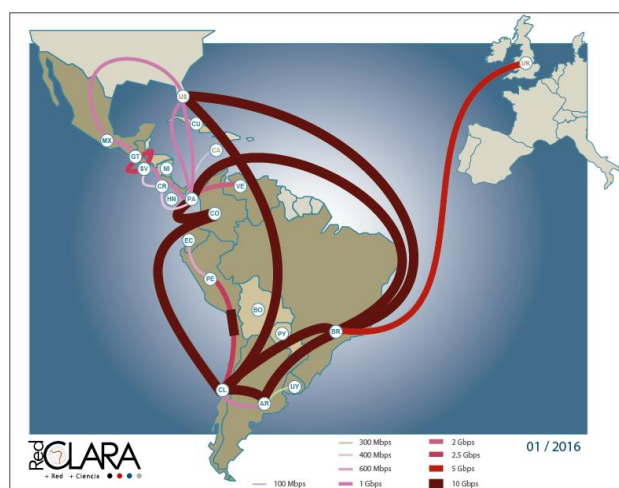 UK
US
CU
MX
CA
GT
SV
NI
CR
HN
PA
VE
CO
EC
PE
BO
PY
BR
CL
AR
UY
Red
CLARA
+ Red + Ciencia
300 Mbps
400 Mbps
600 Mbps
100 Mbps
1 Gbps
2 Gbps
2.5 Gbps
5 Gbps
10 Gbps
01 / 2016